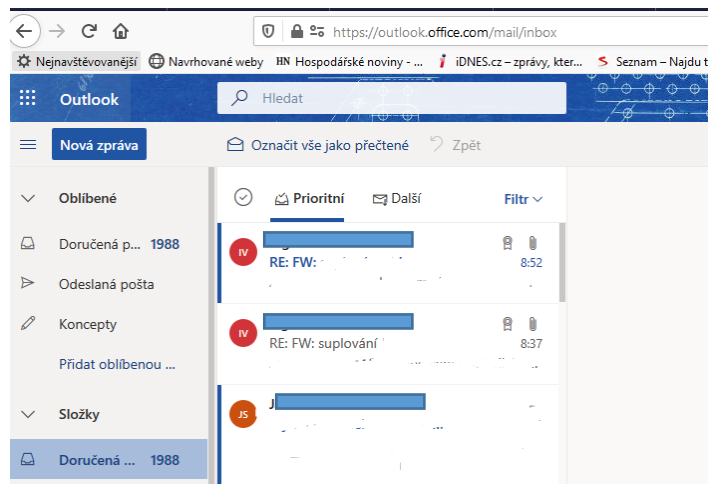 https://outlook.office.com/mail/inbox
Nejnavštěvovanější Navrhované weby HN Hospodářské noviny - ... iDNES.cz – zprávy, kter... Seznam – Najdu t
Outlook Hledat
Nová zpráva Označit vše jako přečtené Zpět
Oblíbené Prioritní Další Filtr
Doručená p... 1988
IV RE: FW: 8:52
Odeslaná pošta
Koncepty
IV RE: FW: suplování 8:37
Přidat oblíbenou ...
Složky JS J
Doručená ... 1988